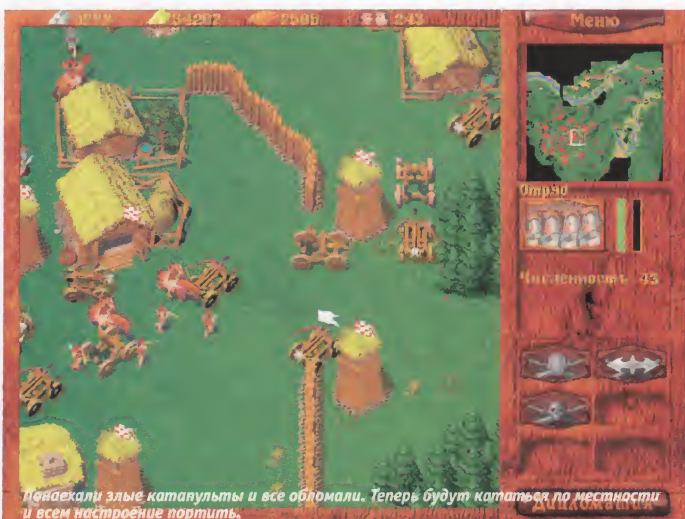 Меню
Отряд
Численность 45
Понаехали злые катапульты и все обломали. Теперь будут кататься по местности
и всем настроение портить.
Дипломатия